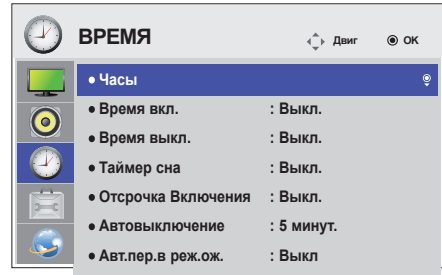 ВРЕМЯ Двиг OK
● Часы
● Время вкл. : Выкл.
● Время выкл. : Выкл.
● Таймер сна : Выкл.
● Отсрочка Включения : Выкл.
● Автовыключение : 5 минут.
● Авт.пер.в реж.ож. : Выкл